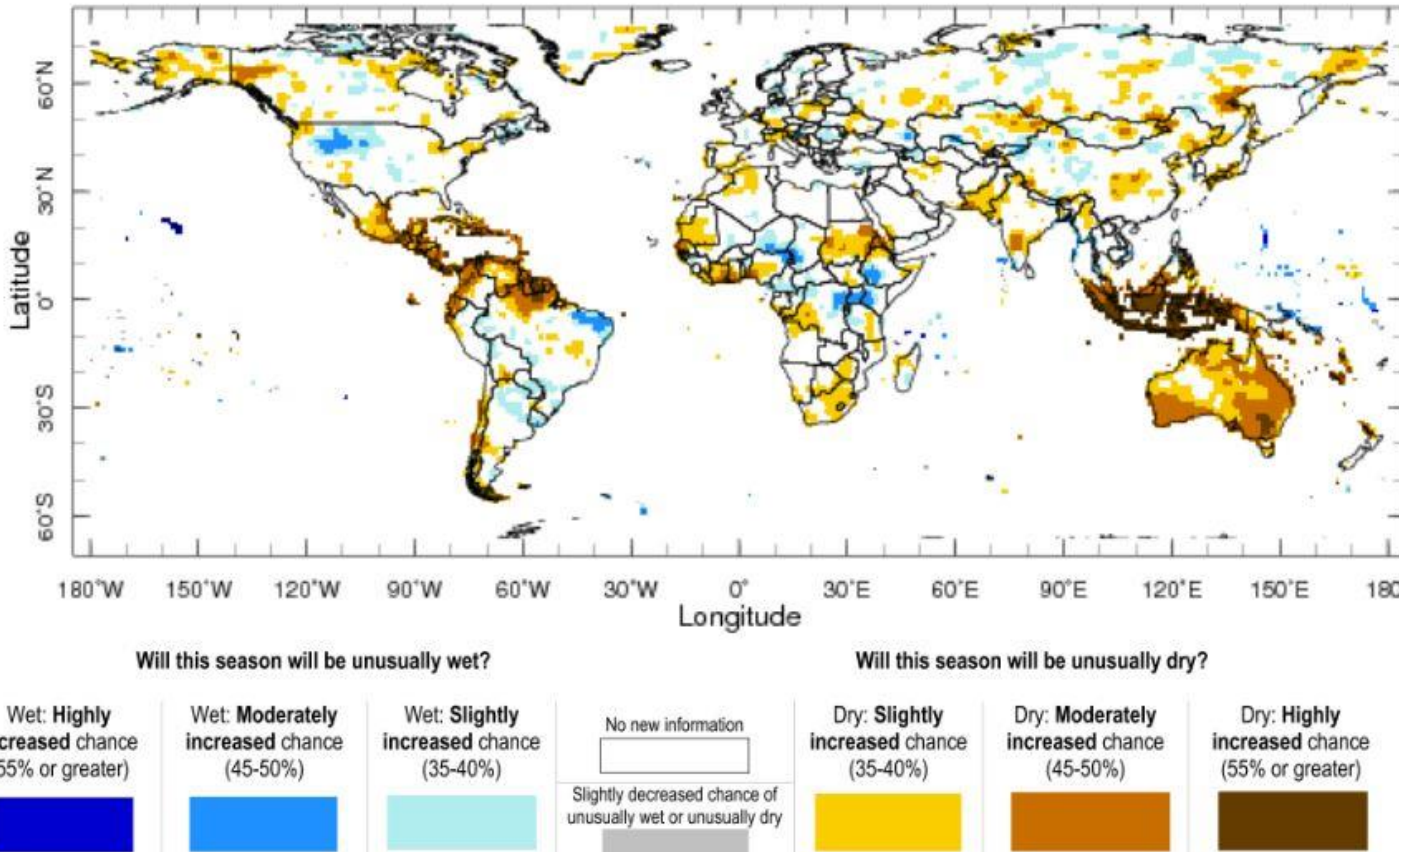 60°N
30°N
0°
30°S
60°S
Latitude
180°W 150°W 120°W 90°W 60°W 30°W 0° 30°E 60°E 90°E 120°E 150°E 180
Longitude
Will this season will be unusually wet? Will this season will be unusually dry?
Wet: Highly
creased chance
55% or greater)
Wet: Moderately
increased chance
(45-50%)
Wet: Slightly
increased chance
(35-40%)
No new information
Slightly decreased chance of
unusually wet or unusually dry
Dry: Slightly
increased chance
(35-40%)
Dry: Moderately
increased chance
(45-50%)
Dry: Highly
increased chance
(55% or greater)